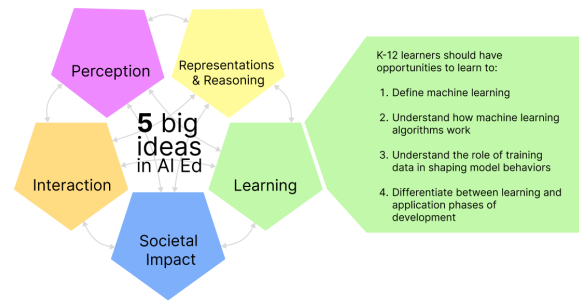 Perception
Representations
& Reasoning
5 big
ideas
in AI Ed
Interaction
Learning
Societal
Impact
K-12 learners should have
opportunities to learn to:
1. Define machine learning
2. Understand how machine learning
algorithms work
3. Understand the role of training
data in shaping model behaviors
4. Differentiate between learning and
application phases of
development